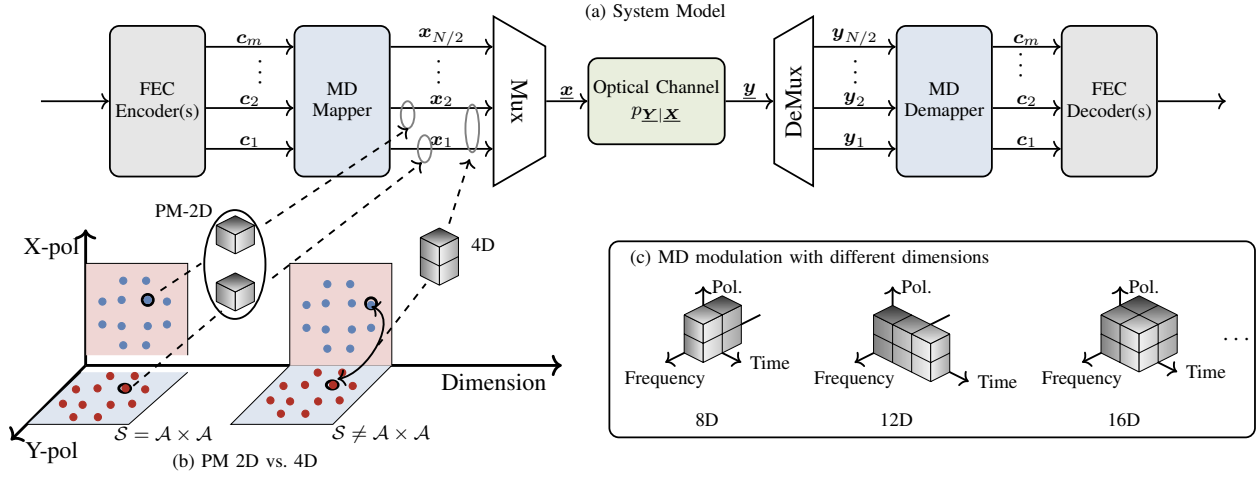 (a) System Model
FEC
Encoder(s)
c_m
⋮
c_2
c_1
MD
Mapper
x_{N/2}
⋮
x_2
x_1
Mux
x
Optical Channel
p_{Y|X}
y
DeMux
y_{N/2}
⋮
y_2
y_1
MD
Demapper
c_m
⋮
c_2
c_1
FEC
Decoder(s)
PM-2D
4D
X-pol
Y-pol
Dimension
S = A × A
S ≠ A × A
(b) PM 2D vs. 4D
(c) MD modulation with different dimensions
Pol.
Frequency
Time
8D
Pol.
Frequency
Time
12D
Pol.
Frequency
Time
16D
...